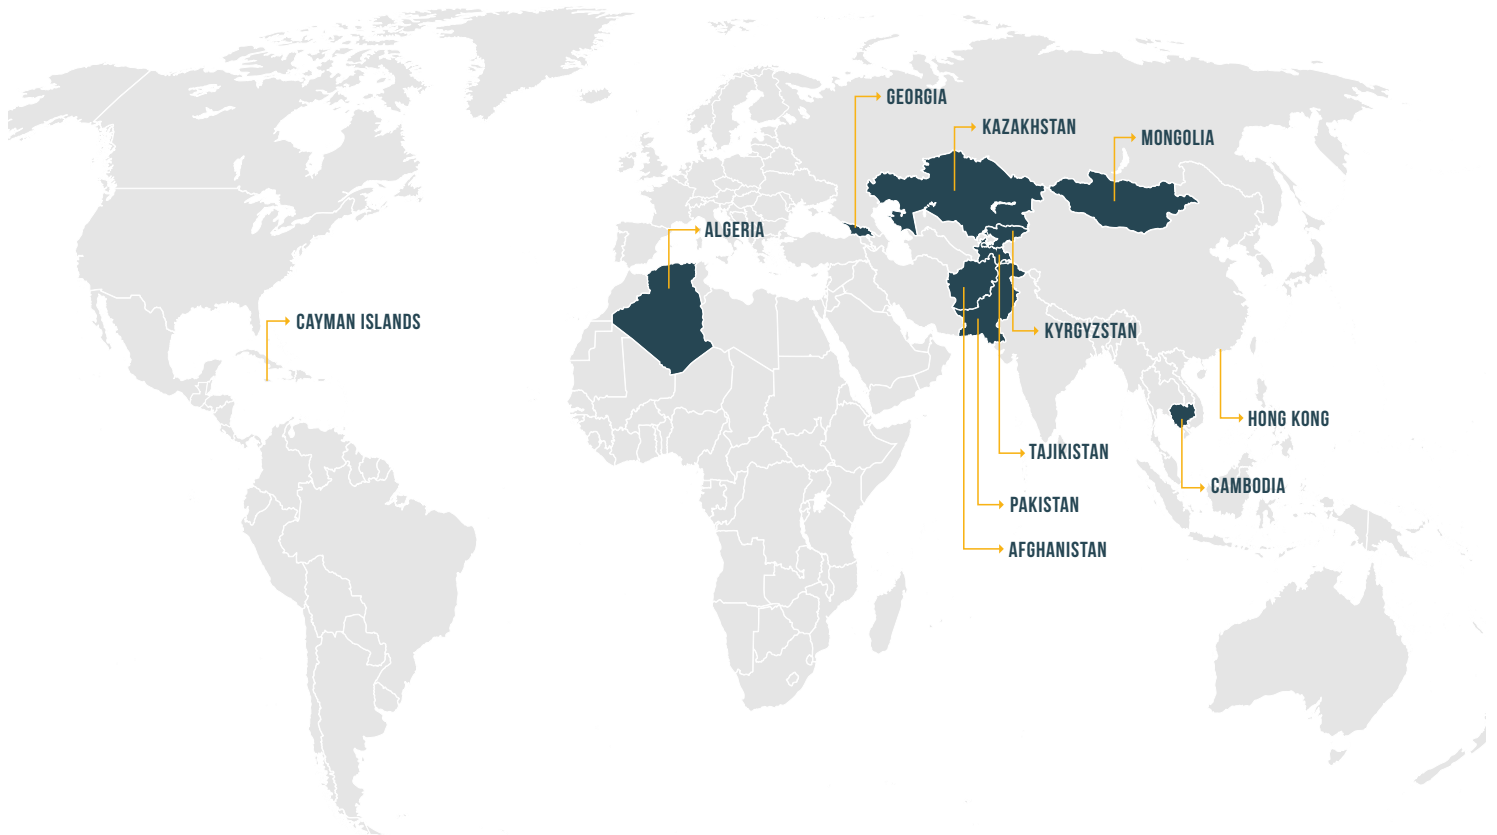 GEORGIA
KAZAKHSTAN
MONGOLIA
ALGERIA
CAYMAN ISLANDS
KYRGYZSTAN
HONG KONG
TAJIKISTAN
CAMBODIA
PAKISTAN
AFGHANISTAN